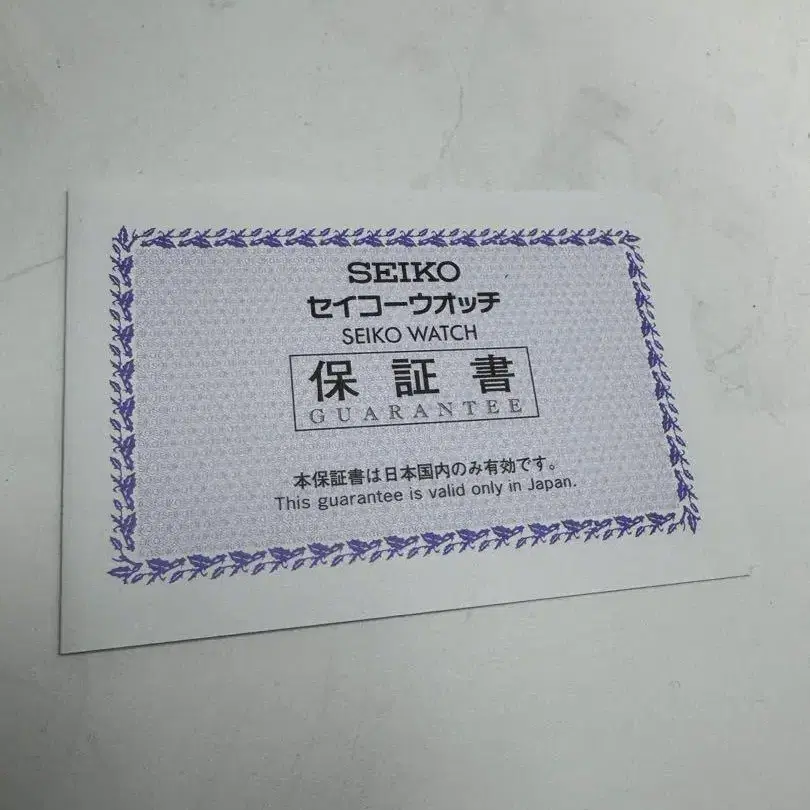 SEIKO
セイコーウオッチ
SEIKO WATCH
保証書
GUARANTEE
本保証書は日本国内のみ有効です。
This guarantee is valid only in Japan.